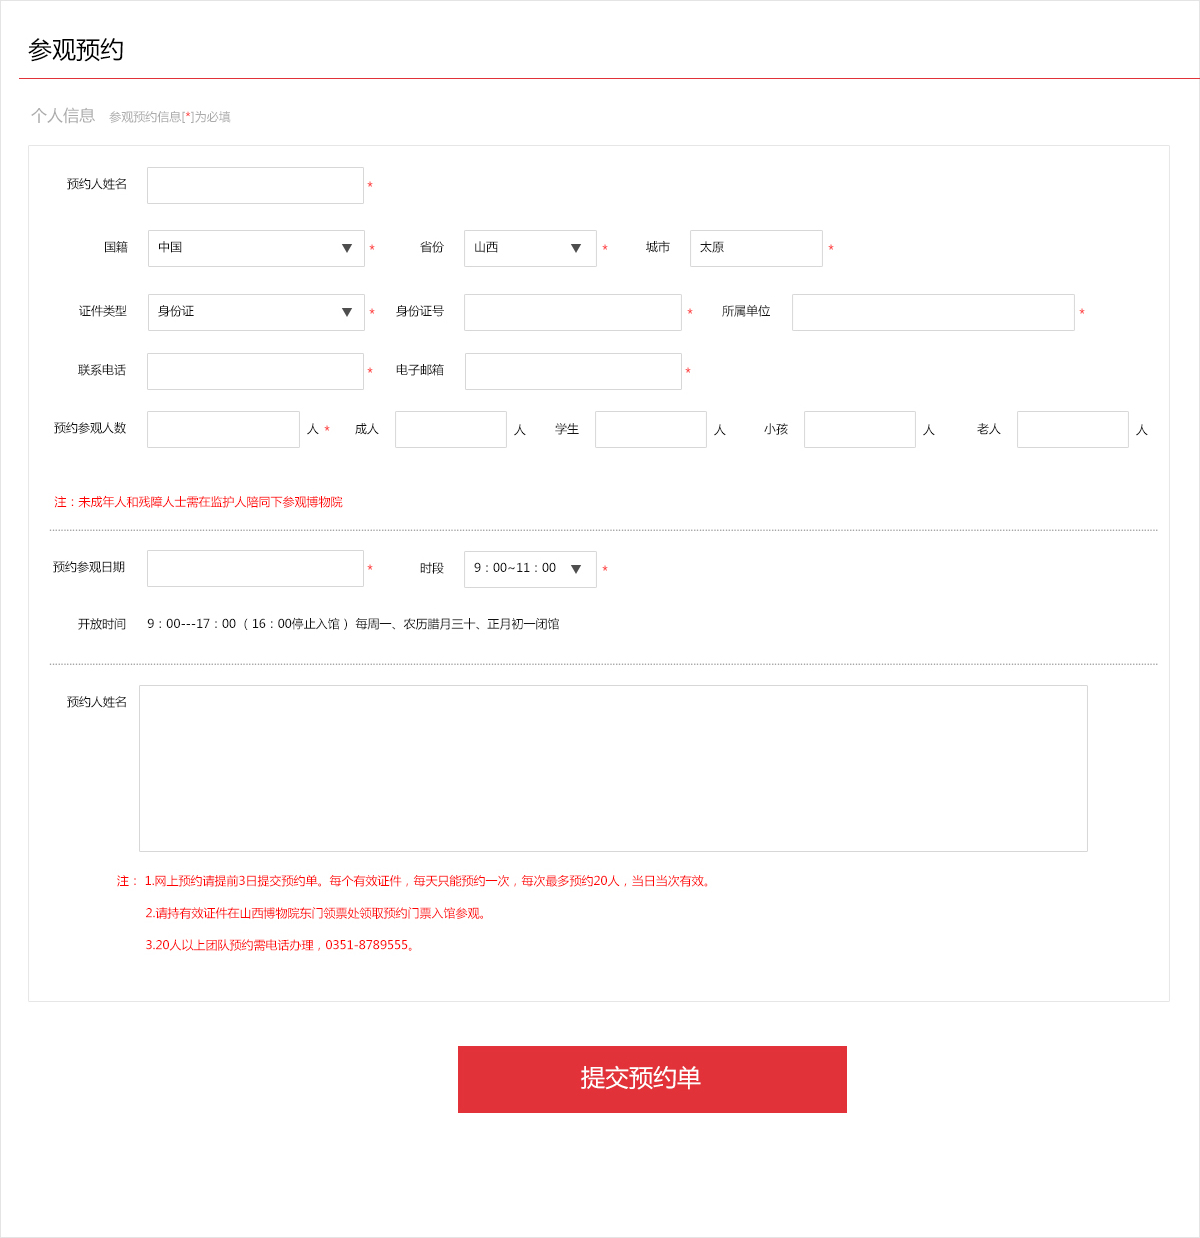 参观预约
个人信息 参观预约信息[*]为必填
预约人姓名 *
国籍 中国 * 省份 山西 * 城市 太原 *
证件类型 身份证 * 身份证号 * 所属单位 *
联系电话 * 电子邮箱 *
预约参观人数 人 * 成人 人 学生 人 小孩 人 老人 人
注：未成年人和残障人士需在监护人陪同下参观博物院
预约参观日期 * 时段 9：00~11：00 *
开放时间 9：00---17：00（16：00停止入馆）每周一、农历腊月三十、正月初一闭馆
预约人姓名
注： 1.网上预约请提前3日提交预约单。每个有效证件，每天只能预约一次，每次最多预约20人，当日当次有效。
2.请持有效证件在山西博物院东门领票处领取预约门票入馆参观。
3.20人以上团队预约需电话办理，0351-8789555。
提交预约单